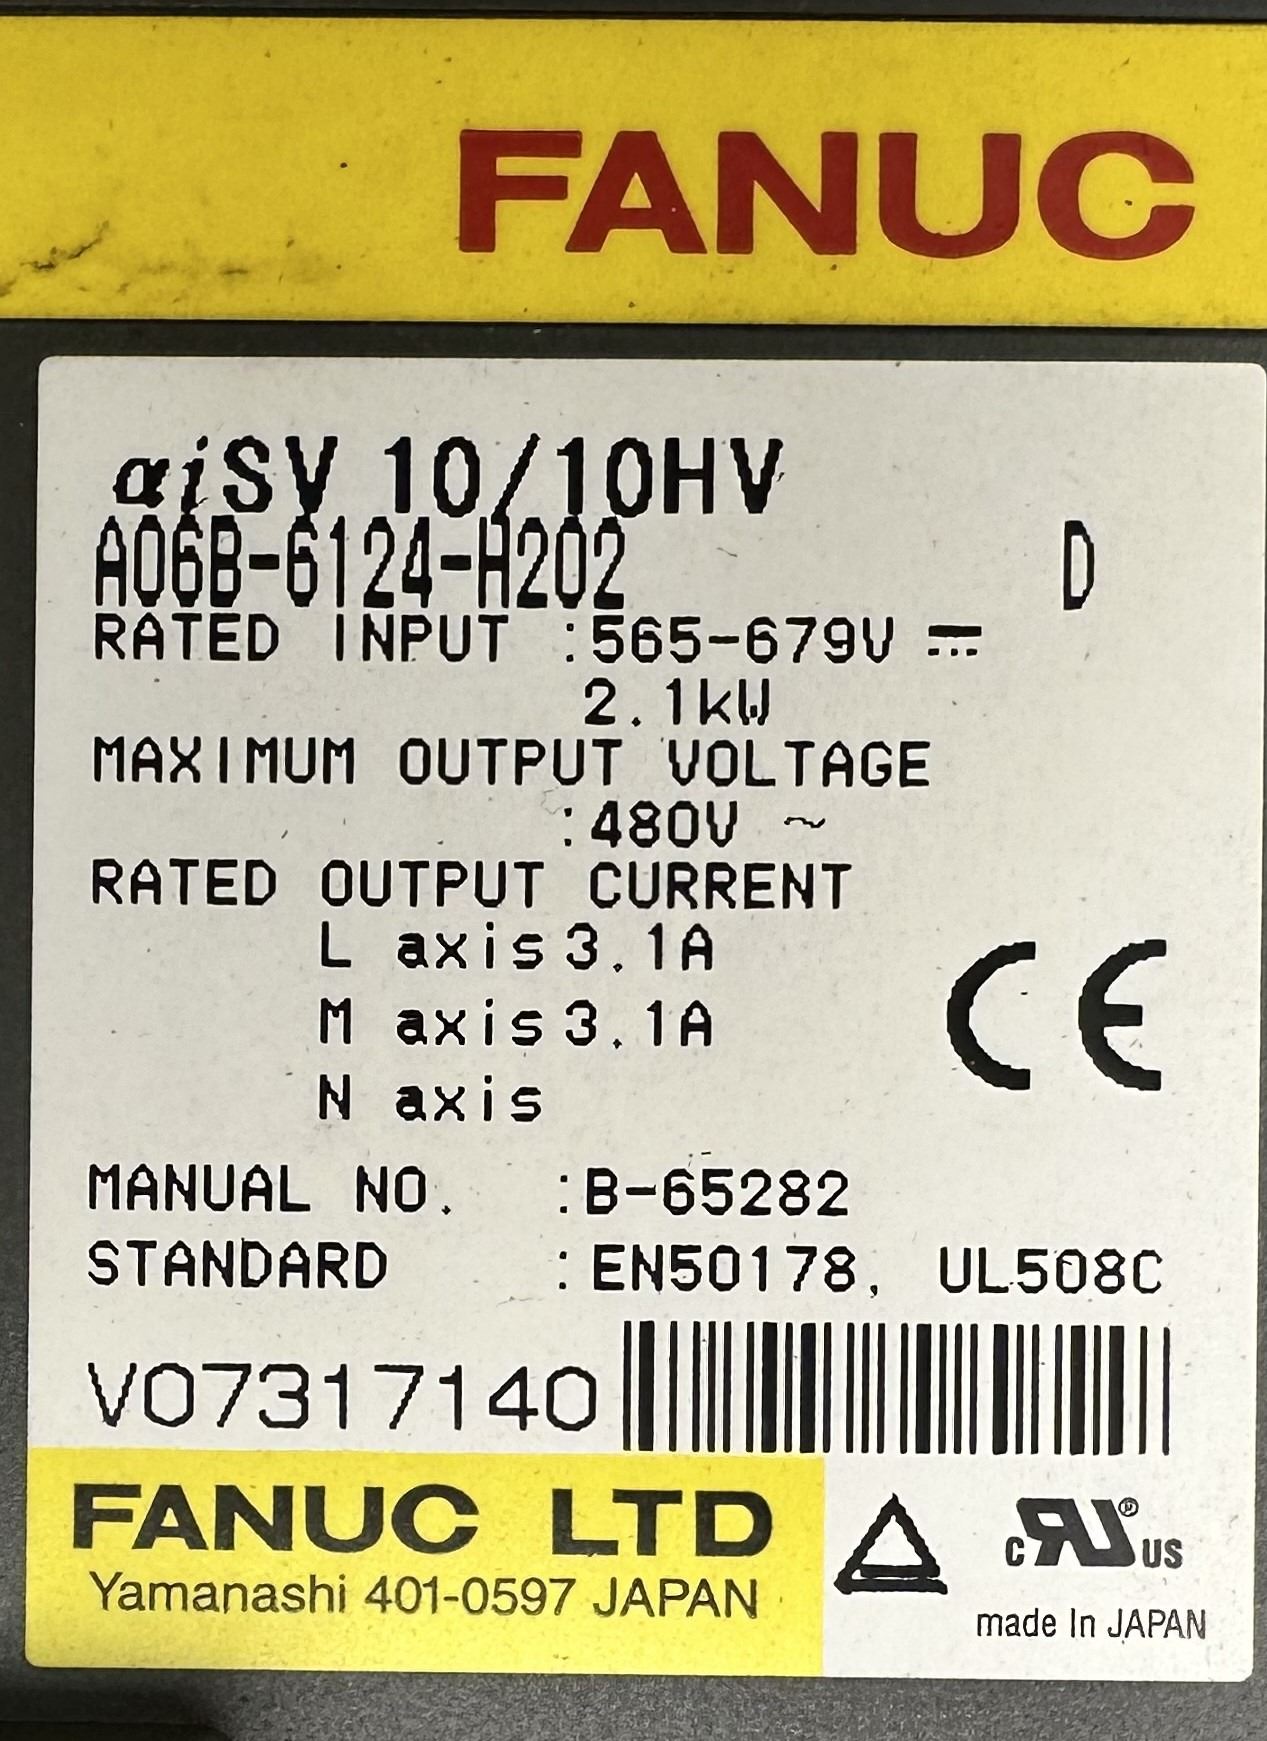 FANUC
αiSV 10/10HV
A06B-6124-H202 D
RATED INPUT :565-679V ⎓
2.1kW
MAXIMUM OUTPUT VOLTAGE
:480V ~
RATED OUTPUT CURRENT
L axis 3.1A
M axis 3.1A
N axis
CE
MANUAL NO. :B-65282
STANDARD :EN50178, UL508C
V07317140
FANUC LTD
Yamanashi 401-0597 JAPAN
c RU ® US
made In JAPAN